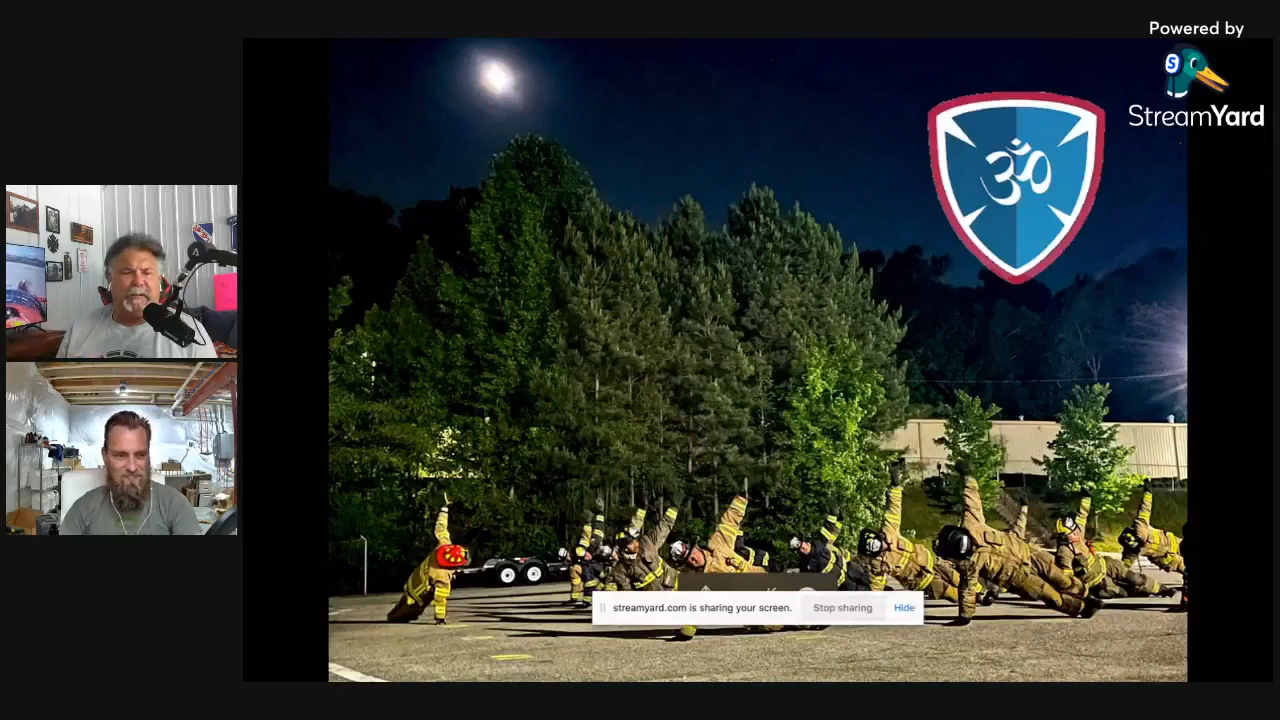 Powered by
S
StreamYard
ॐ
streamyard.com is sharing your screen. Stop sharing Hide